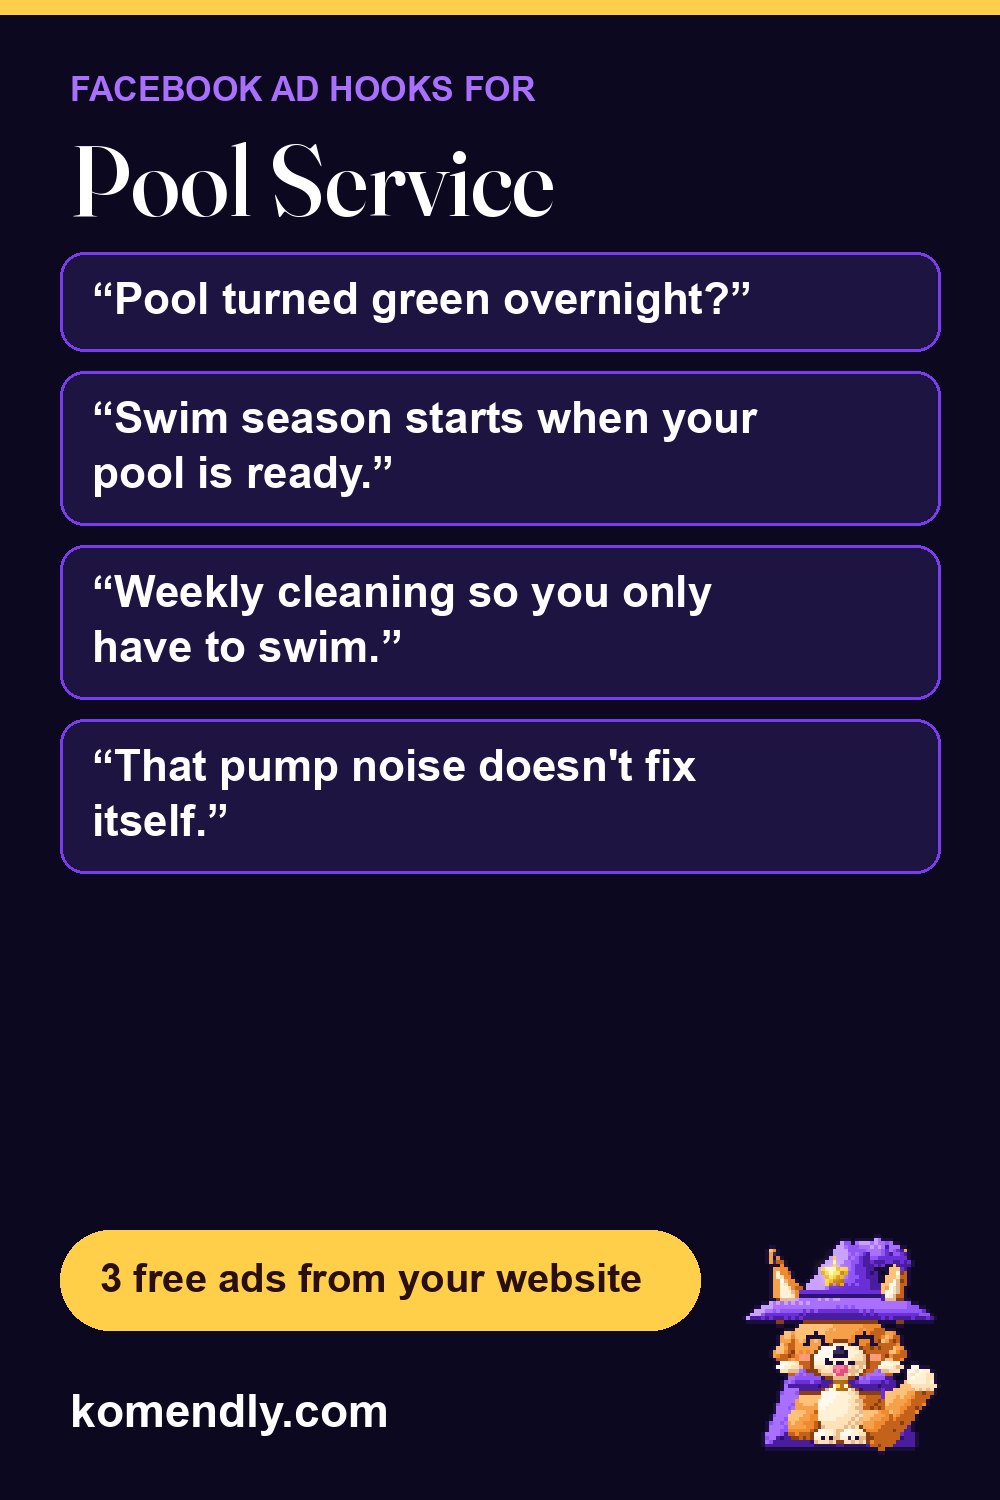 FACEBOOK AD HOOKS FOR
Pool Service
“Pool turned green overnight?”
“Swim season starts when your
pool is ready.”
“Weekly cleaning so you only
have to swim.”
“That pump noise doesn't fix
itself.”
3 free ads from your website
komendly.com